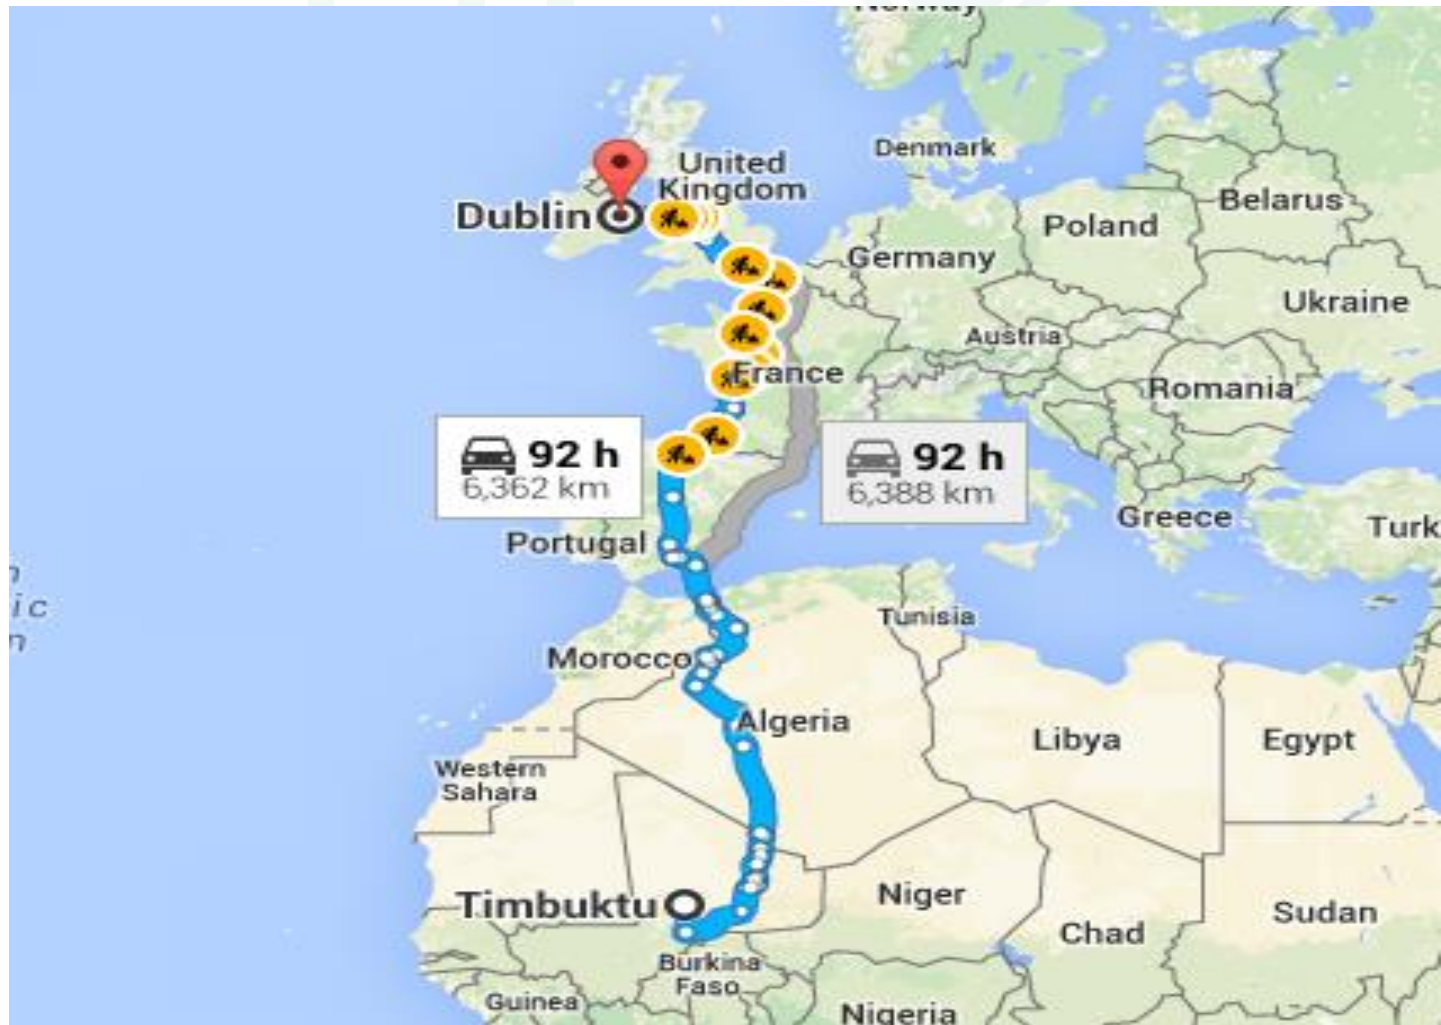 Norway
United
Kingdom
Denmark
Dublin
Belarus
Poland
Germany
Ukraine
Austria
France
Romania
92 h
6,362 km
92 h
6,388 km
Greece
Turk
Portugal
n
ic
n
Tunisia
Morocco
Algeria
Libya
Egypt
Western
Sahara
Timbuktu
Niger
Sudan
Chad
Burkina
Faso
Guinea
Nigeria